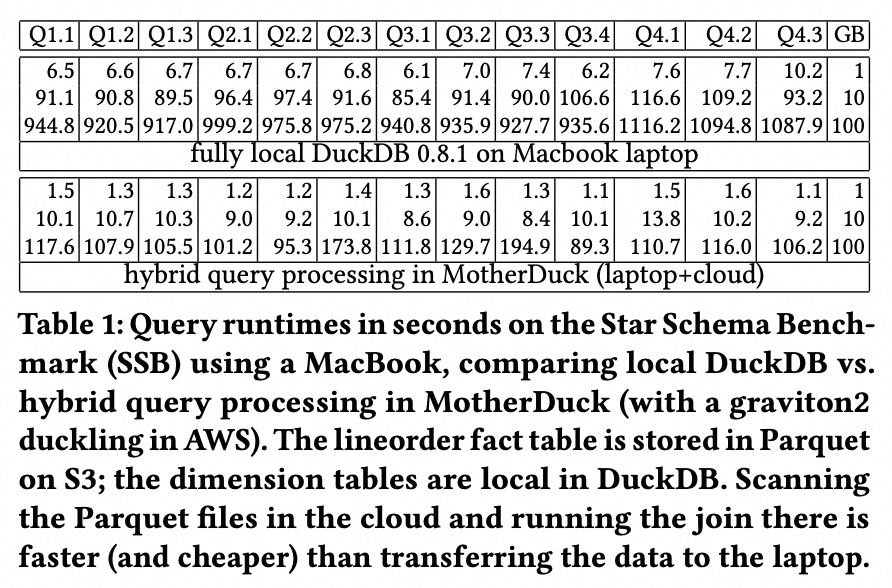 Q1.1 Q1.2 Q1.3 Q2.1 Q2.2 Q2.3 Q3.1 Q3.2 Q3.3 Q3.4 Q4.1 Q4.2 Q4.3 GB
6.5 6.6 6.7 6.7 6.7 6.8 6.1 7.0 7.4 6.2 7.6 7.7 10.2 1
91.1 90.8 89.5 96.4 97.4 91.6 85.4 91.4 90.0 106.6 116.6 109.2 93.2 10
944.8 920.5 917.0 999.2 975.8 975.2 940.8 935.9 927.7 935.6 1116.2 1094.8 1087.9 100
fully local DuckDB 0.8.1 on Macbook laptop
1.5 1.3 1.3 1.2 1.2 1.4 1.3 1.6 1.3 1.1 1.5 1.6 1.1 1
10.1 10.7 10.3 9.0 9.2 10.1 8.6 9.0 8.4 10.1 13.8 10.2 9.2 10
117.6 107.9 105.5 101.2 95.3 173.8 111.8 129.7 194.9 89.3 110.7 116.0 106.2 100
hybrid query processing in MotherDuck (laptop+cloud)
Table 1: Query runtimes in seconds on the Star Schema Bench-
mark (SSB) using a MacBook, comparing local DuckDB vs.
hybrid query processing in MotherDuck (with a graviton2
duckling in AWS). The lineorder fact table is stored in Parquet
on S3; the dimension tables are local in DuckDB. Scanning
the Parquet files in the cloud and running the join there is
faster (and cheaper) than transferring the data to the laptop.